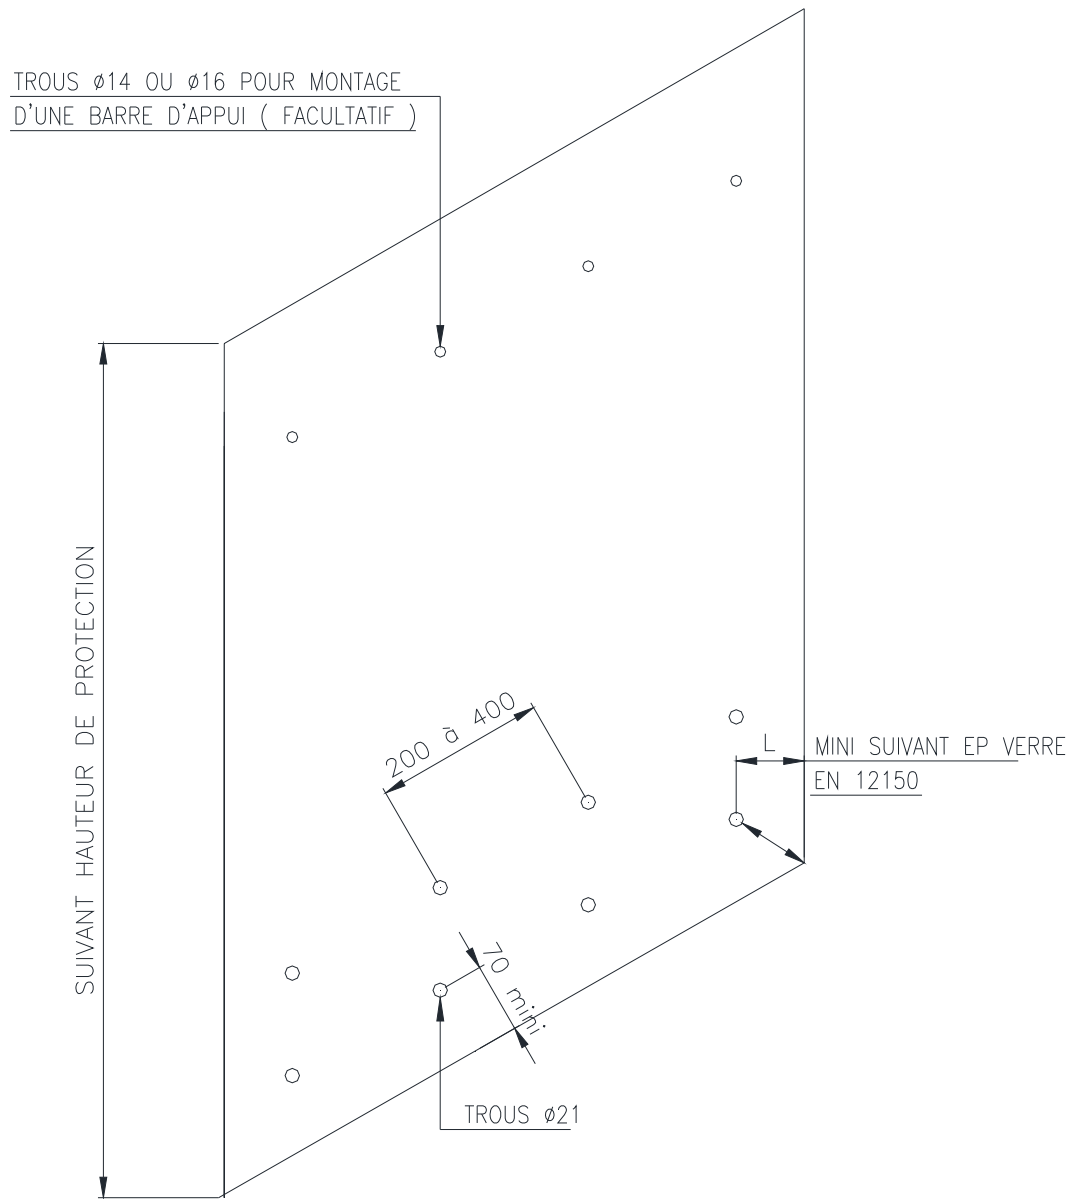 TROUS ø14 OU ø16 POUR MONTAGE
D'UNE BARRE D'APPUI ( FACULTATIF )
SUIVANT HAUTEUR DE PROTECTION
200 à 400
L
MINI SUIVANT EP VERRE
EN 12150
70 mini
TROUS ø21